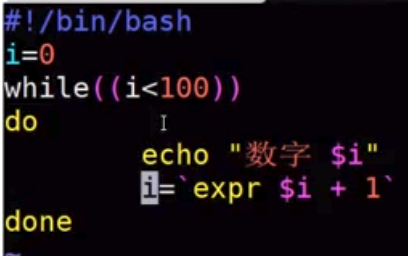 #!/bin/bash
i=0
while((i<100))
do
        echo "数字 $i"
        i=`expr $i + 1`
done
~